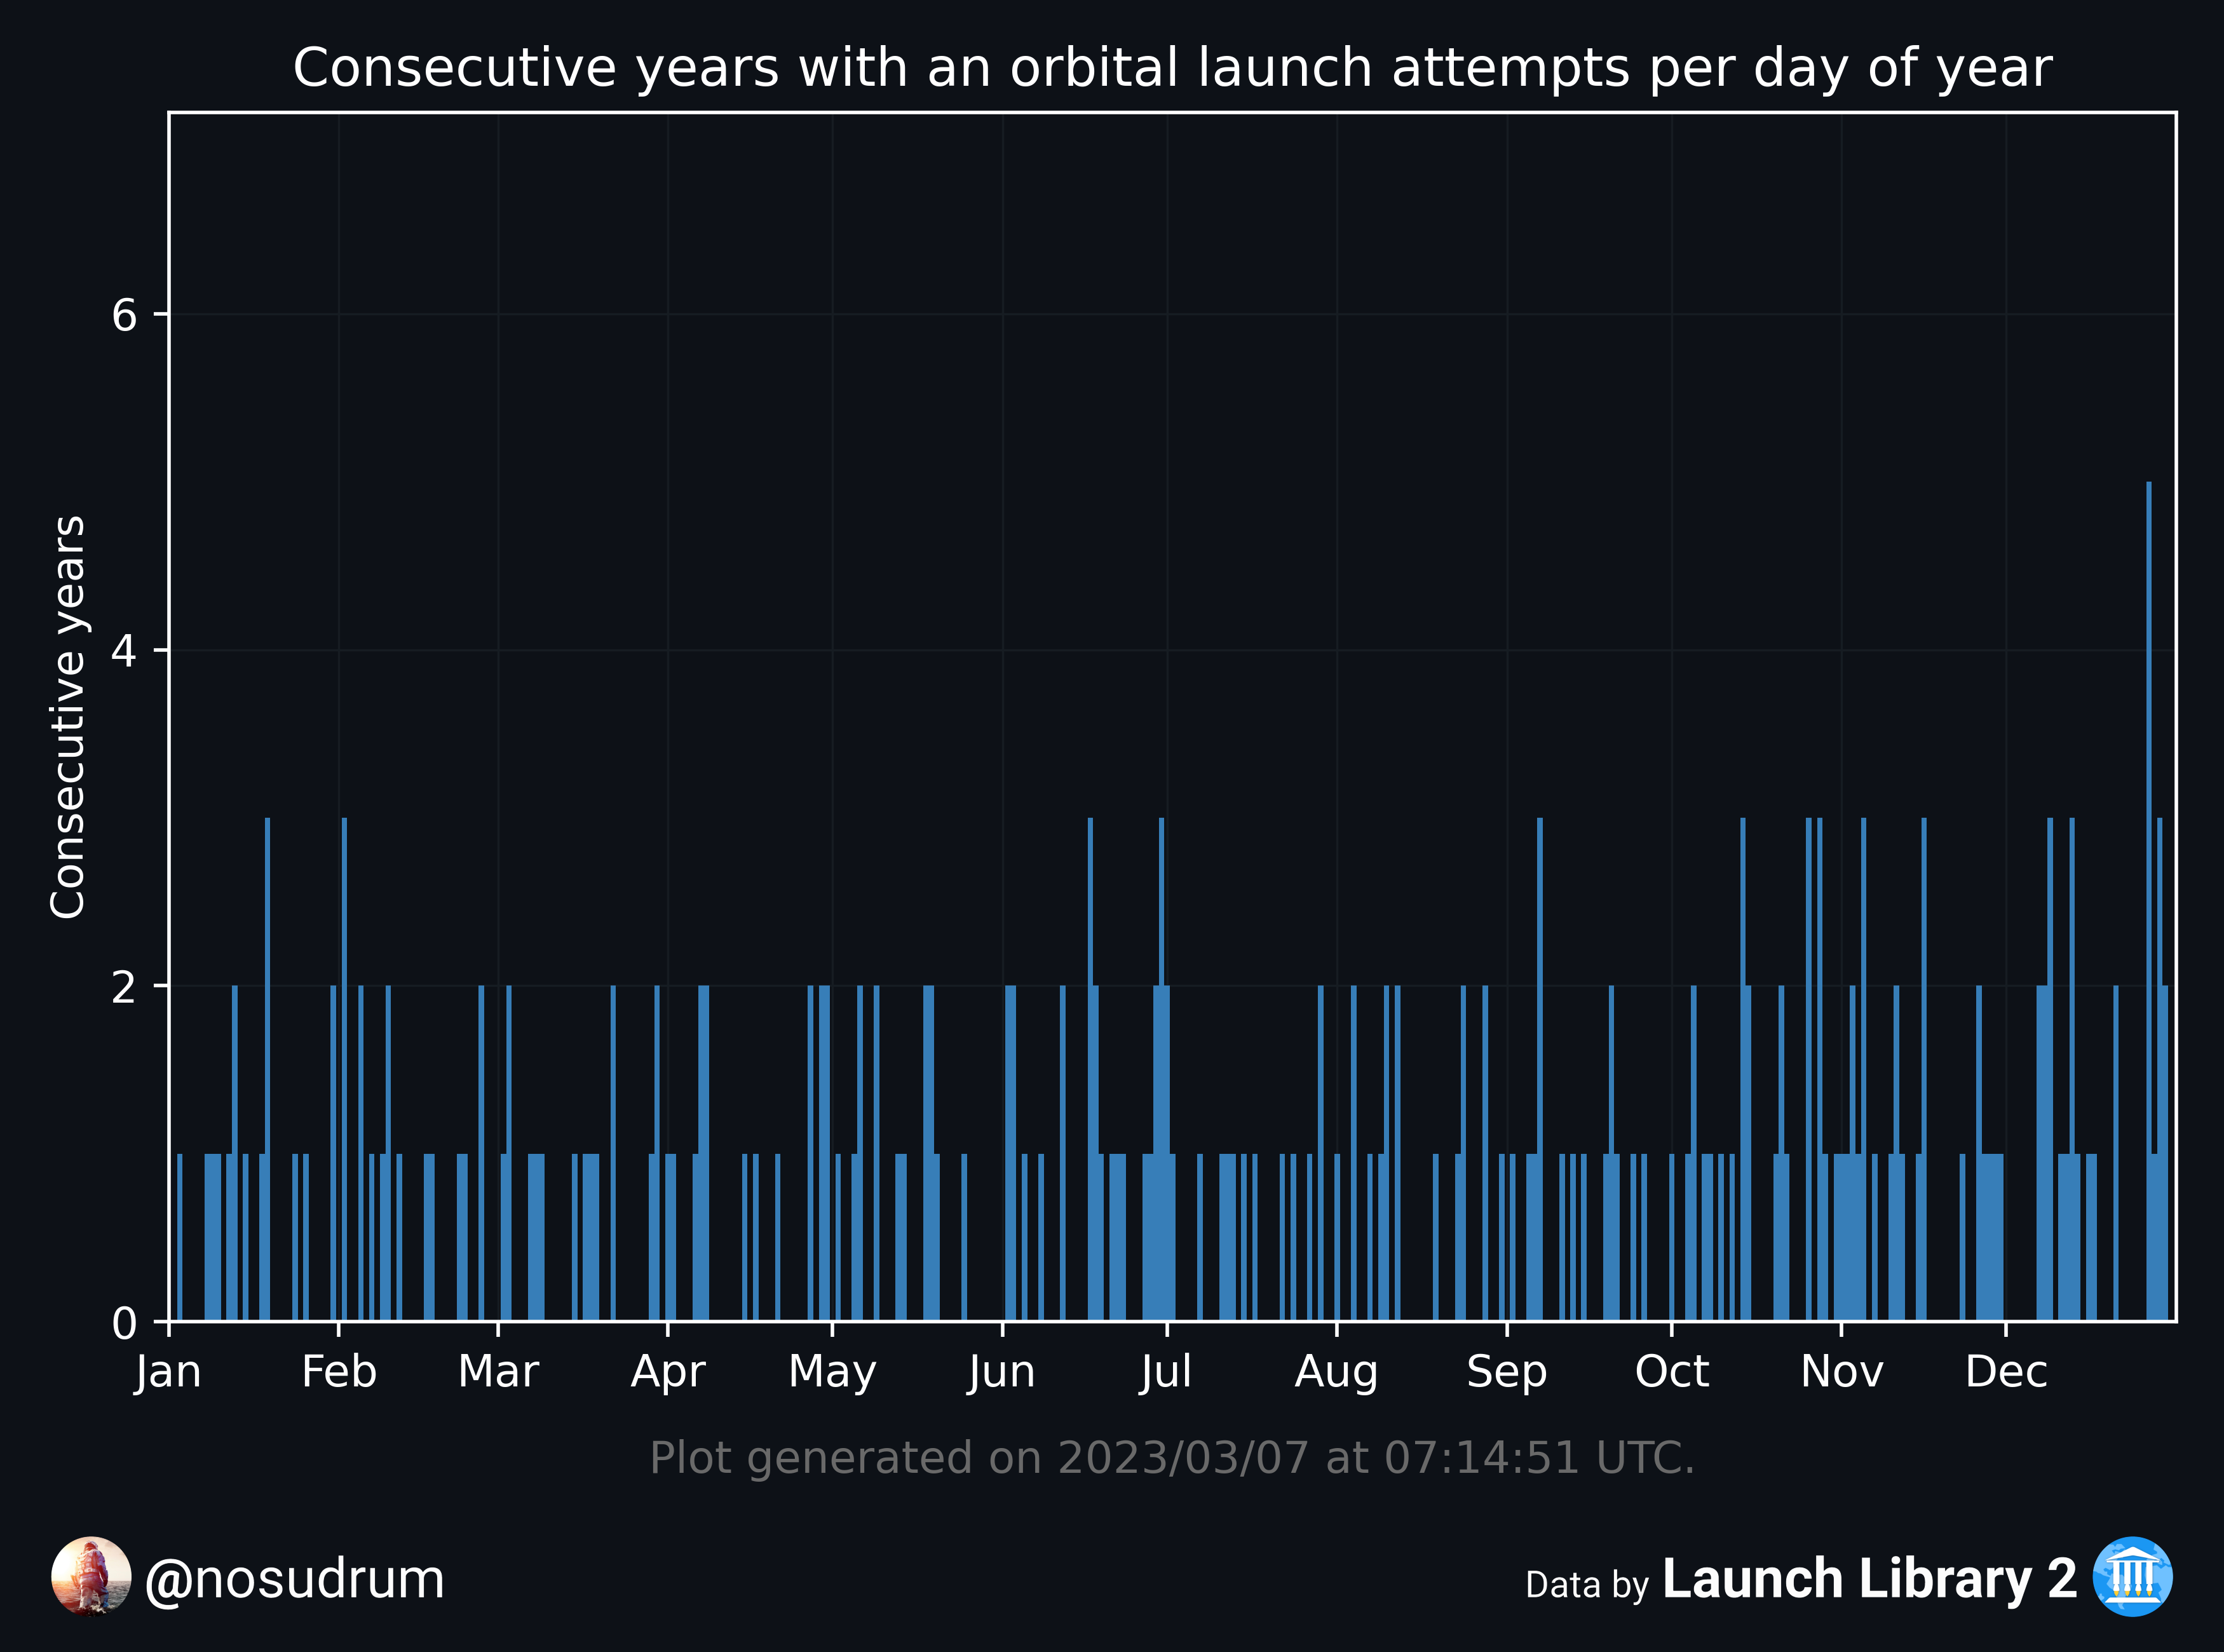 Consecutive years with an orbital launch attempts per day of year
Consecutive years
6
4
2
0
Jan Feb Mar Apr May Jun Jul Aug Sep Oct Nov Dec
Plot generated on 2023/03/07 at 07:14:51 UTC.
@nosudrum
Data by Launch Library 2